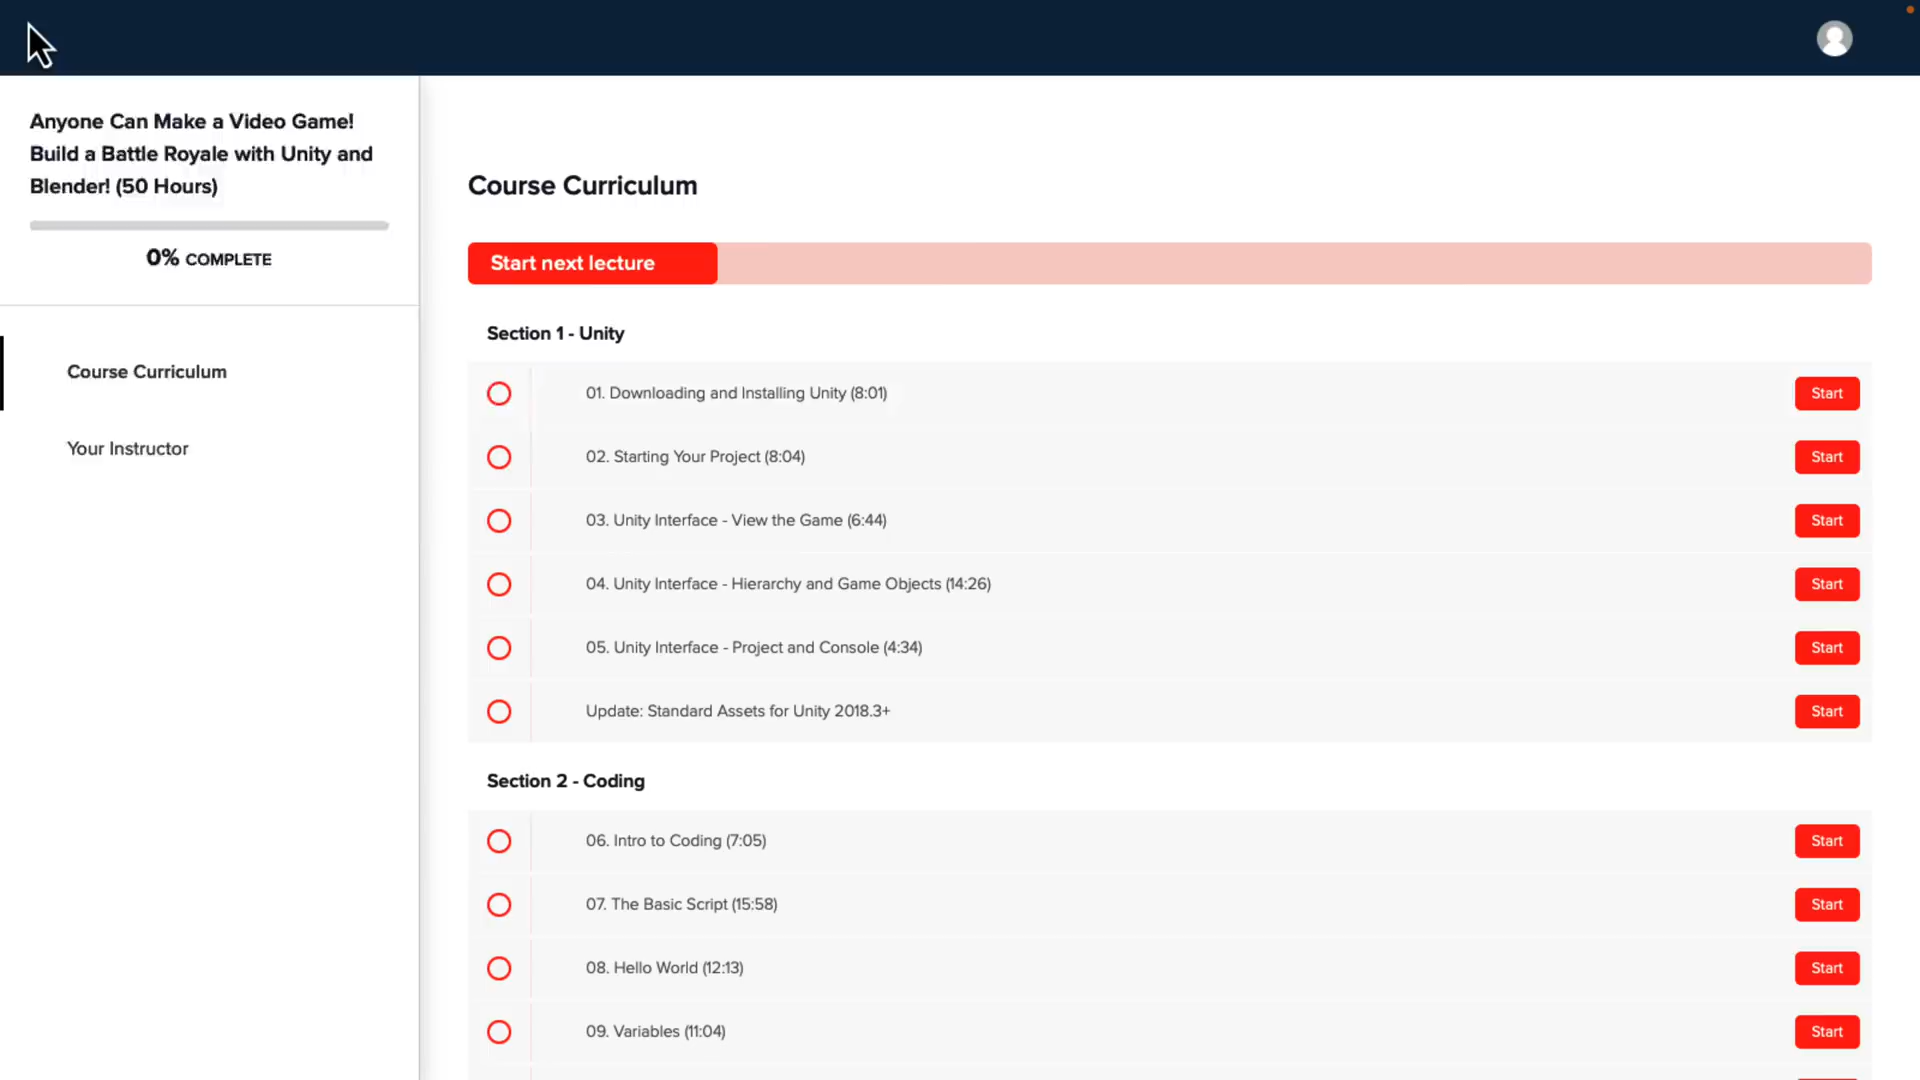 Anyone Can Make a Video Game!
Build a Battle Royale with Unity and
Blender! (50 Hours)
0% COMPLETE
Course Curriculum
Your Instructor
Course Curriculum
Start next lecture
Section 1 - Unity
01. Downloading and Installing Unity (8:01) Start
02. Starting Your Project (8:04) Start
03. Unity Interface - View the Game (6:44) Start
04. Unity Interface - Hierarchy and Game Objects (14:26) Start
05. Unity Interface - Project and Console (4:34) Start
Update: Standard Assets for Unity 2018.3+ Start
Section 2 - Coding
06. Intro to Coding (7:05) Start
07. The Basic Script (15:58) Start
08. Hello World (12:13) Start
09. Variables (11:04) Start